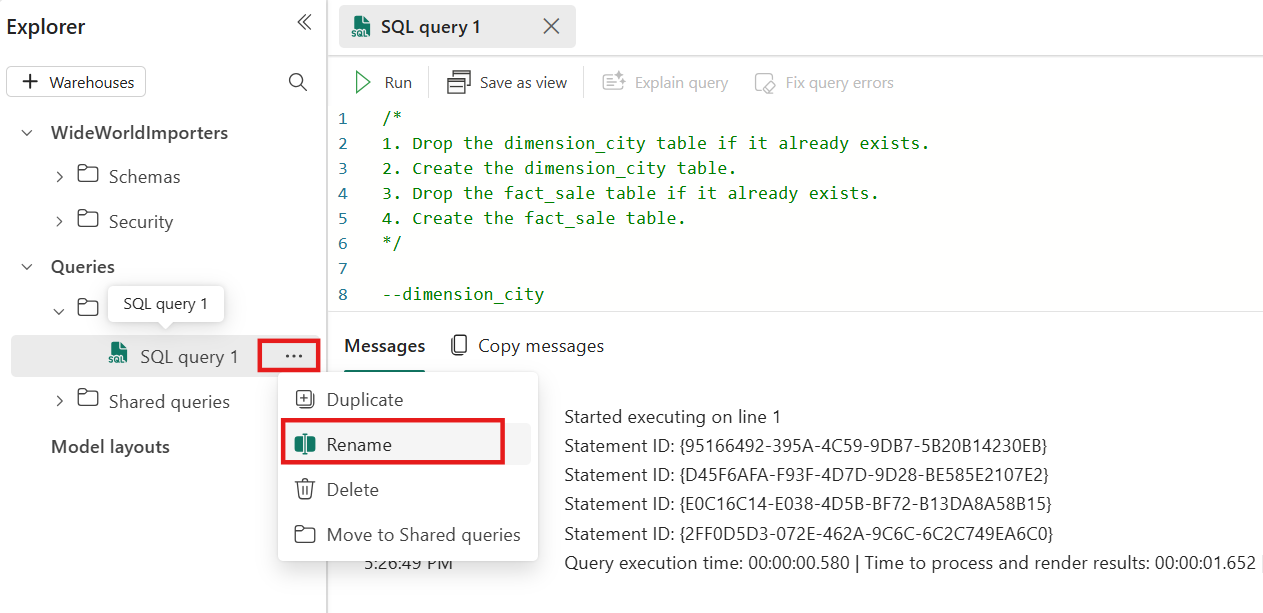 Explorer
Warehouses
WideWorldImporters
Schemas
Security
Queries
SQL query 1
SQL query 1
Shared queries
Model layouts
Duplicate
Rename
Delete
Move to Shared queries
SQL query 1
Run
Save as view
Explain query
Fix query errors
1 /*
2 1. Drop the dimension_city table if it already exists.
3 2. Create the dimension_city table.
4 3. Drop the fact_sale table if it already exists.
5 4. Create the fact_sale table.
6 */
7
8 --dimension_city
Messages
Copy messages
Started executing on line 1
Statement ID: {95166492-395A-4C59-9DB7-5B20B14230EB}
Statement ID: {D45F6AFA-F93F-4D7D-9D28-BE585E2107E2}
Statement ID: {E0C16C14-E038-4D5B-BF72-B13DA8A58B15}
Statement ID: {2FF0D5D3-072E-462A-9C6C-6C2C749EA6C0}
5:26:49 PM Query execution time: 00:00:00.580 | Time to process and render results: 00:00:01.652 |